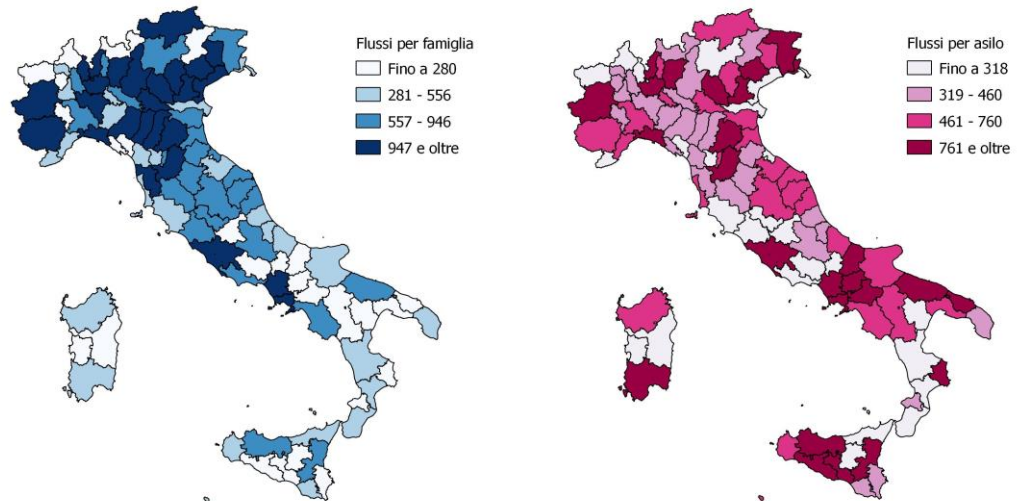 Flussi per famiglia
Fino a 280
281 - 556
557 - 946
947 e oltre
Flussi per asilo
Fino a 318
319 - 460
461 - 760
761 e oltre